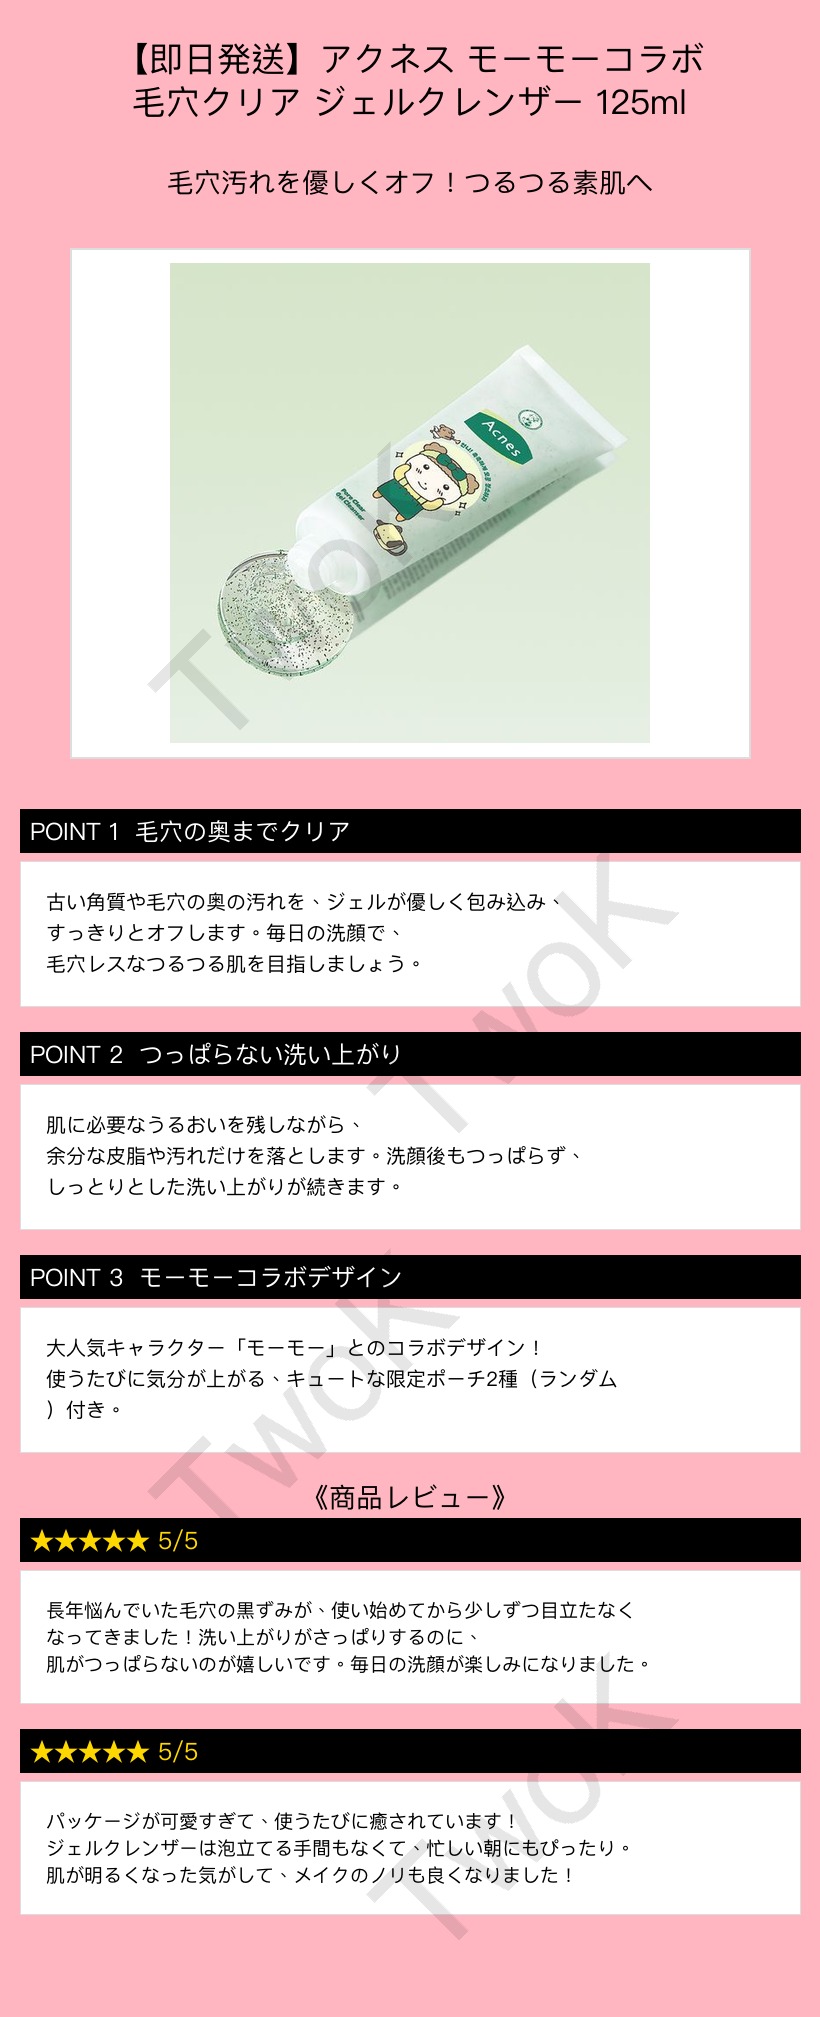 【即日発送】アクネス モーモーコラボ
毛穴クリア ジェルクレンザー 125ml
毛穴汚れを優しくオフ！つるつる素肌へ
Acnes
Pore Clear
Gel Cleanser
TwoK
POINT 1 毛穴の奥までクリア
古い角質や毛穴の奥の汚れを、ジェルが優しく包み込み、
すっきりとオフします。毎日の洗顔で、
毛穴レスなつるつる肌を目指しましょう。
TwoK
POINT 2 つっぱらない洗い上がり
肌に必要なうるおいを残しながら、
余分な皮脂や汚れだけを落とします。洗顔後もつっぱらず、
しっとりとした洗い上がりが続きます。
POINT 3 モーモーコラボデザイン
大人気キャラクター「モーモー」とのコラボデザイン！
使うたびに気分が上がる、キュートな限定ポーチ2種（ランダム
）付き。
TwoK
《商品レビュー》
★★★★★ 5/5
長年悩んでいた毛穴の黒ずみが、使い始めてから少しずつ目立たなく
なってきました！洗い上がりがさっぱりするのに、
肌がつっぱらないのが嬉しいです。毎日の洗顔が楽しみになりました。
★★★★★ 5/5
パッケージが可愛すぎて、使うたびに癒されています！
ジェルクレンザーは泡立てる手間もなくて、忙しい朝にもぴったり。
肌が明るくなった気がして、メイクのノリも良くなりました！
TwoK